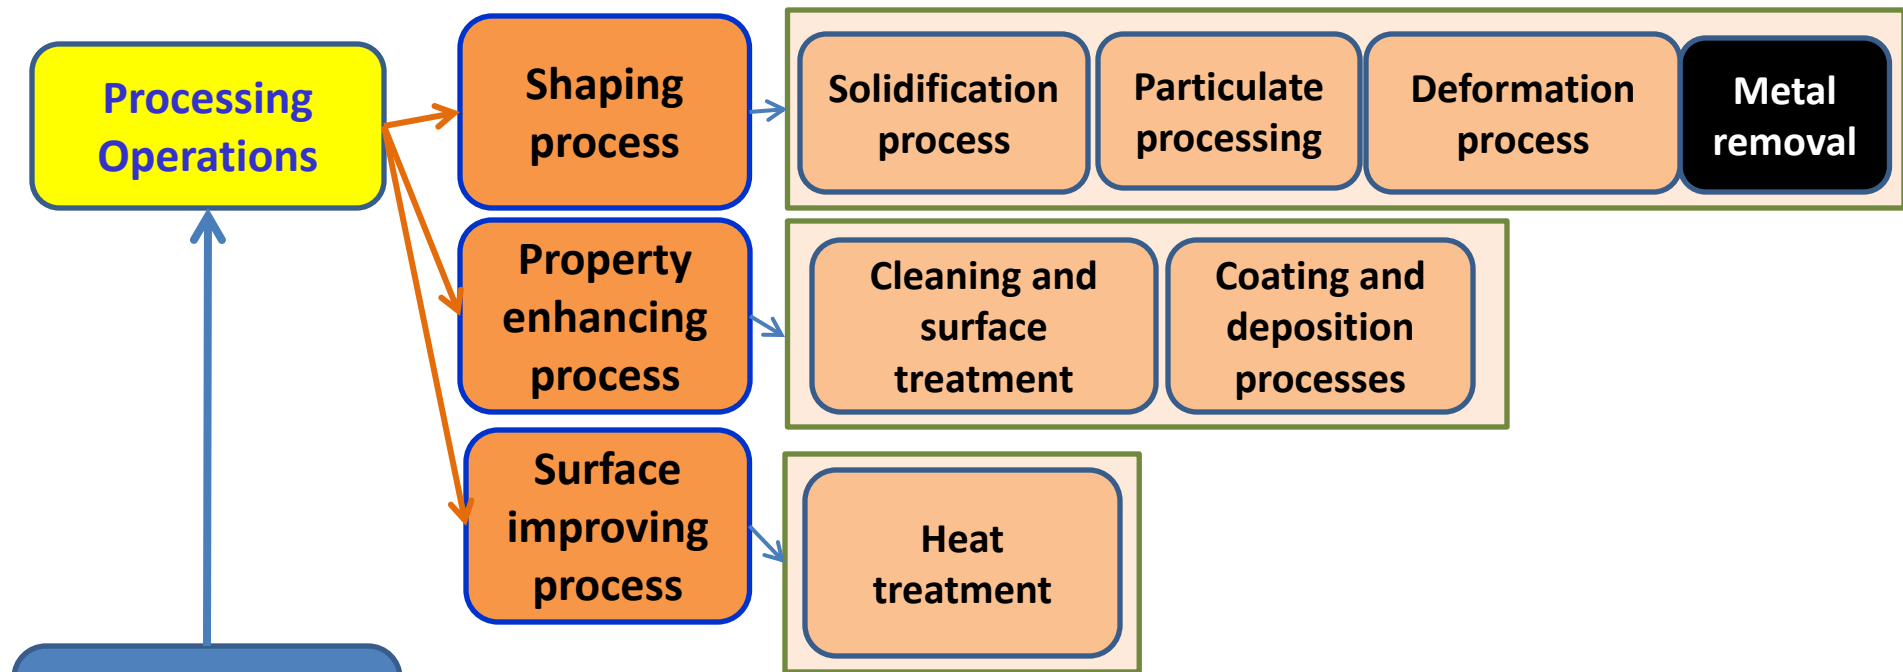 Processing
Operations
Shaping
process
Solidification
process
Particulate
processing
Deformation
process
Metal
removal
Property
enhancing
process
Cleaning and
surface
treatment
Coating and
deposition
processes
Surface
improving
process
Heat
treatment